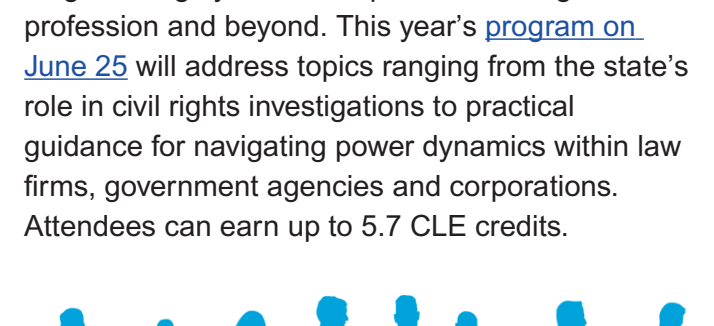 profession and beyond. This year’s program on
June 25 will address topics ranging from the state’s
role in civil rights investigations to practical
guidance for navigating power dynamics within law
firms, government agencies and corporations.
Attendees can earn up to 5.7 CLE credits.